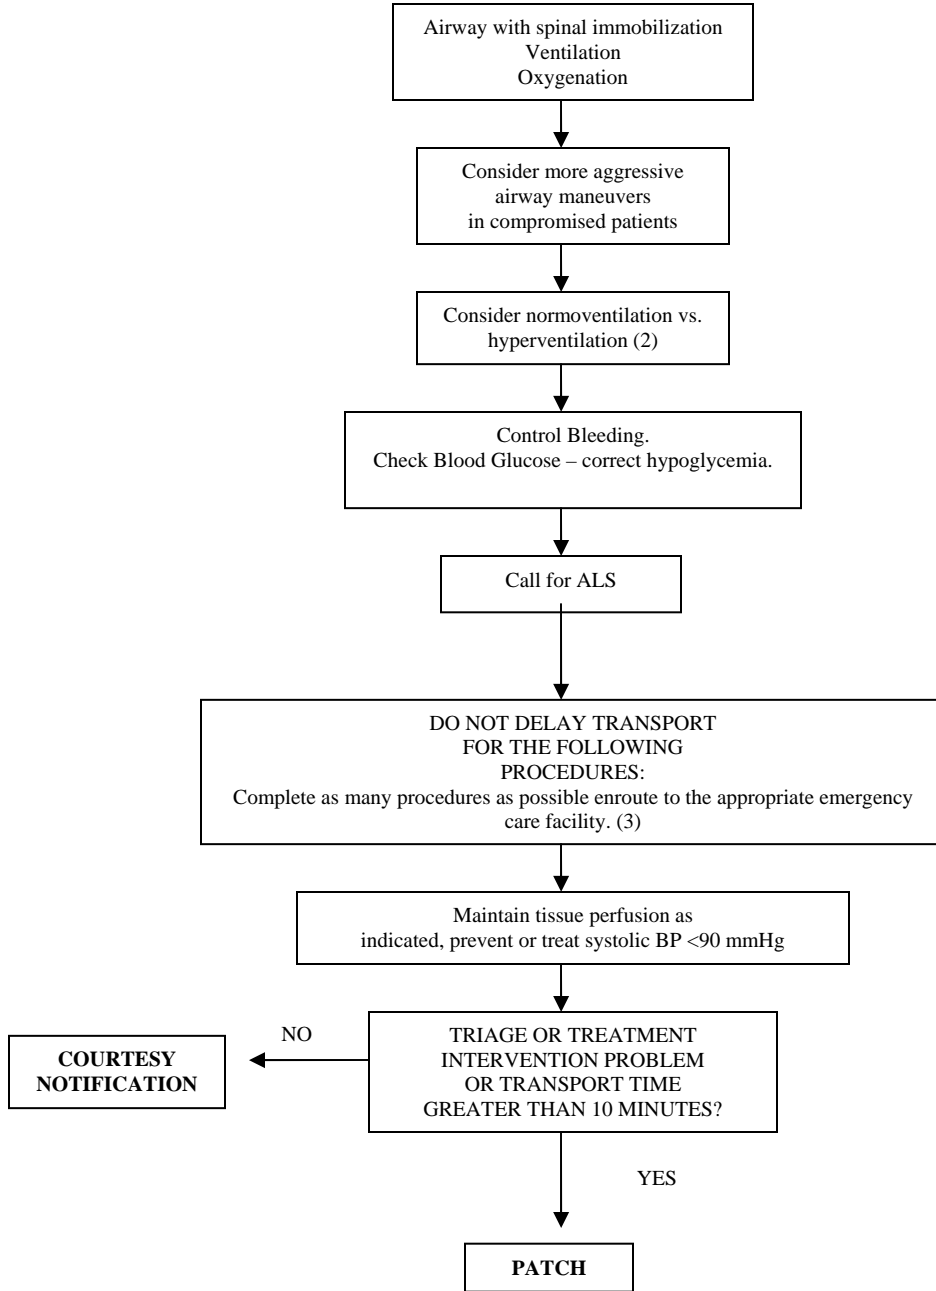 Airway with spinal immobilization
Ventilation
Oxygenation
Consider more aggressive
airway maneuvers
in compromised patients
Consider normoventilation vs.
hyperventilation (2)
Control Bleeding.
Check Blood Glucose – correct hypoglycemia.
Call for ALS
DO NOT DELAY TRANSPORT
FOR THE FOLLOWING
PROCEDURES:
Complete as many procedures as possible enroute to the appropriate emergency
care facility. (3)
Maintain tissue perfusion as
indicated, prevent or treat systolic BP <90 mmHg
TRIAGE OR TREATMENT
INTERVENTION PROBLEM
OR TRANSPORT TIME
GREATER THAN 10 MINUTES?
NO
COURTESY
NOTIFICATION
YES
PATCH